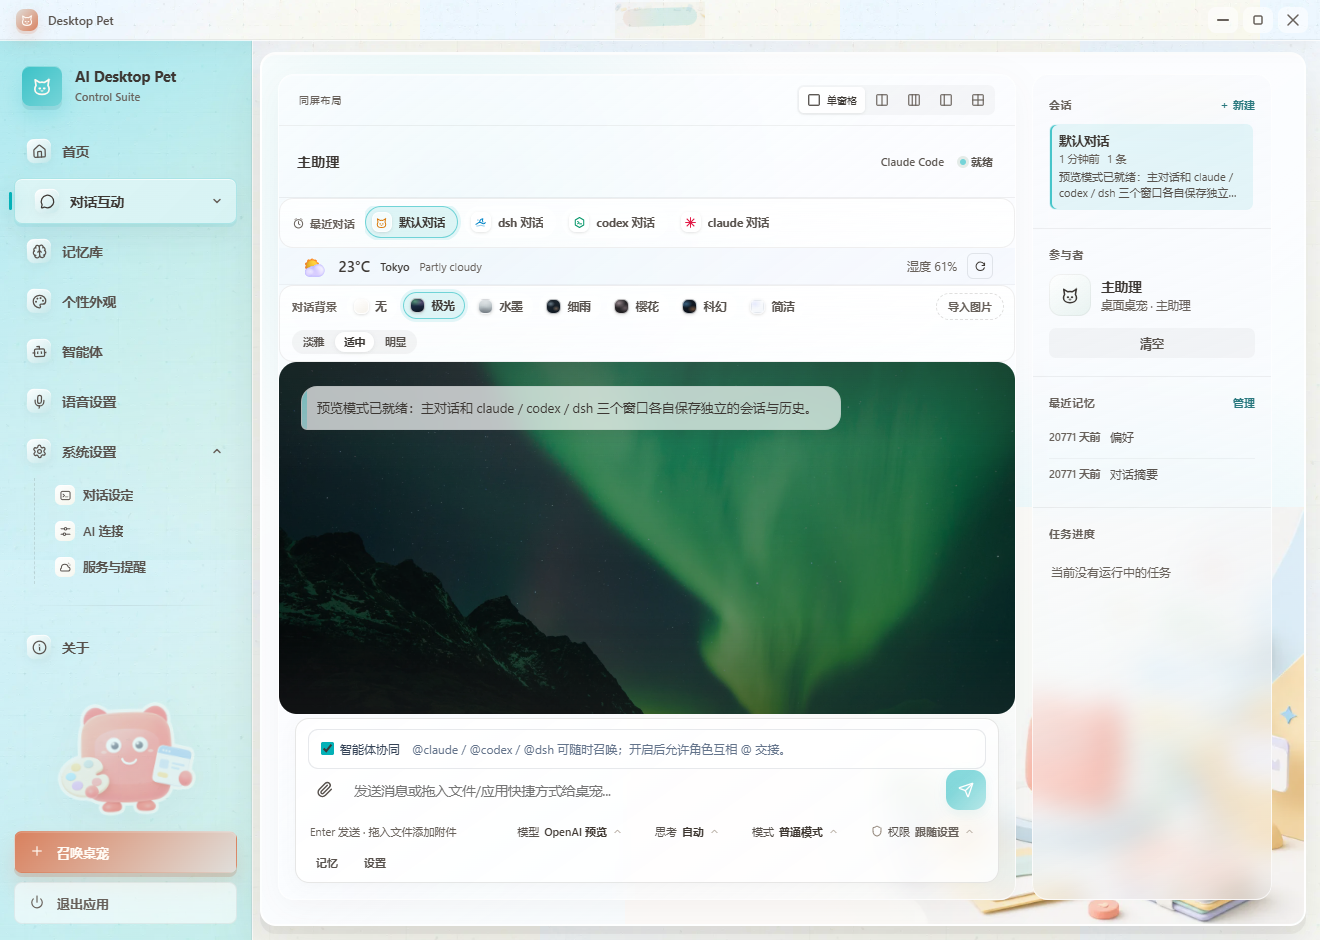 Desktop Pet
AI Desktop Pet
Control Suite
首页
对话互动
记忆库
个性外观
智能体
语音设置
系统设置
对话设定
AI 连接
服务与提醒
关于
+ 召唤桌宠
退出应用
同屏布局
单窗格
主助理
Claude Code
就绪
最近对话
默认对话
dsh 对话
codex 对话
claude 对话
23°C Tokyo Partly cloudy
湿度 61%
对话背景
无
极光
水墨
细雨
樱花
科幻
简洁
导入图片
淡雅
适中
明显
预览模式已就绪：主对话和 claude / codex / dsh 三个窗口各自保存独立的会话与历史。
智能体协同 @claude / @codex / @dsh 可随时召唤；开启后允许角色互相 @ 交接。
发送消息或拖入文件/应用快捷方式给桌宠...
Enter 发送 · 拖入文件添加附件
模型 OpenAI 预览
思考 自动
模式 普通模式
权限 跟随设置
记忆
设置
会话
+ 新建
默认对话
1 分钟前 1 条
预览模式已就绪：主对话和 claude /
codex / dsh 三个窗口各自保存独立...
参与者
主助理
桌面桌宠 · 主助理
清空
最近记忆
管理
20771 天前 偏好
20771 天前 对话摘要
任务进度
当前没有运行中的任务